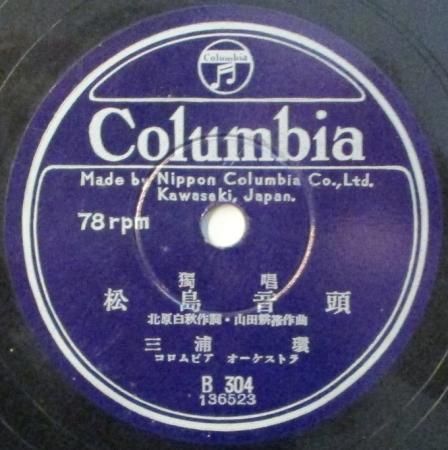 Columbia
Columbia
Made by Nippon Columbia Co., Ltd.
Kawasaki, Japan.
78rpm
獨唱
松島音頭
北原白秋作詞・山田耕筰作曲
三浦環
コロムビア オーケストラ
B 304
136523